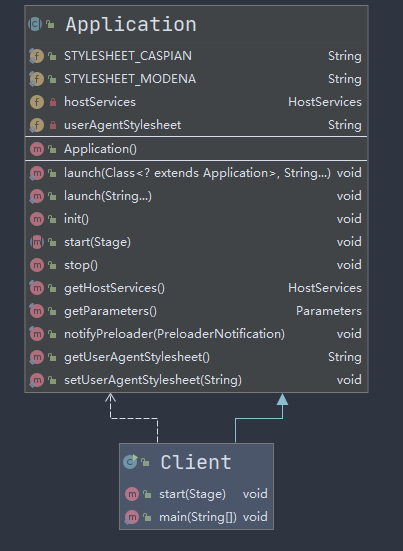 Application
STYLESHEET_CASPIAN String
STYLESHEET_MODENA String
hostServices HostServices
userAgentStylesheet String
Application()
launch(Class<? extends Application>, String...) void
launch(String...) void
init() void
start(Stage) void
stop() void
getHostServices() HostServices
getParameters() Parameters
notifyPreloader(PreloaderNotification) void
getUserAgentStylesheet() String
setUserAgentStylesheet(String) void
Client
start(Stage) void
main(String[]) void